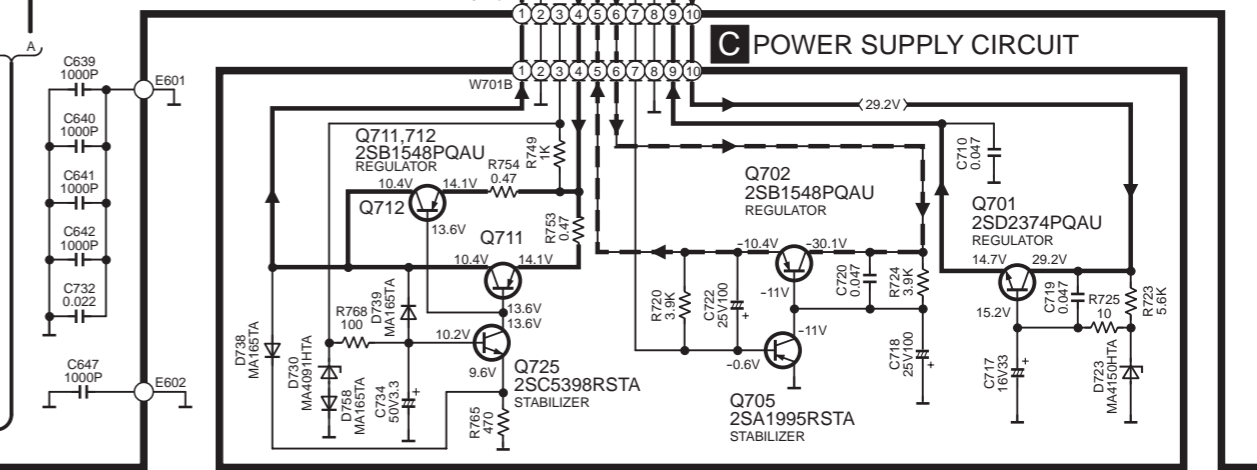 A
1 2 3 4 5 6 7 8 9 10
C POWER SUPPLY CIRCUIT
C639
1000P
E601
C640
1000P
C641
1000P
C642
1000P
C732
0.022
C647
1000P
E602
1 2 3 4 5 6 7 8 9 10
W701B
29.2V
Q711,712
2SB1548PQAU
REGULATOR
R749
1K
R754
0.47
10.4V
14.1V
Q712
13.6V
R753
0.47
Q711
10.4V
14.1V
13.6V
13.6V
D738
MA165TA
R768
100
D739
MA165TA
10.2V
D730
MA4091HTA
D758
MA165TA
C734
50V3.3
+
9.6V
Q725
2SC5398RSTA
STABILIZER
R765
470
Q702
2SB1548PQAU
REGULATOR
–10.4V
–30.1V
–11V
R720
3.9K
C722
25V100
+
C720
0.047
R724
3.9K
–11V
–0.6V
C718
25V100
+
Q705
2SA1995RSTA
STABILIZER
C710
0.047
Q701
2SD2374PQAU
REGULATOR
14.7V
29.2V
15.2V
C719
0.047
R725
10
R723
5.6K
C717
16V33
+
D723
MA4150HTA